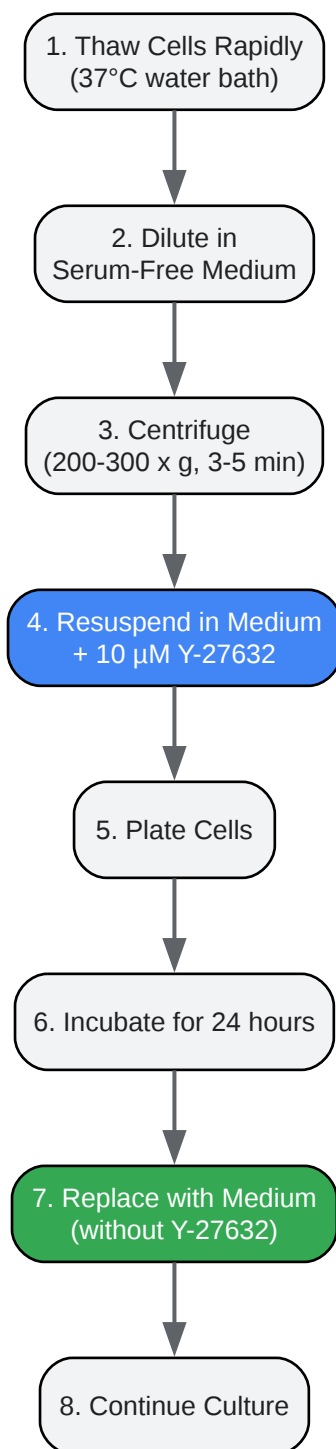 1. Thaw Cells Rapidly
(37°C water bath)
2. Dilute in
Serum-Free Medium
3. Centrifuge
(200-300 x g, 3-5 min)
4. Resuspend in Medium
+ 10 µM Y-27632
5. Plate Cells
6. Incubate for 24 hours
7. Replace with Medium
(without Y-27632)
8. Continue Culture